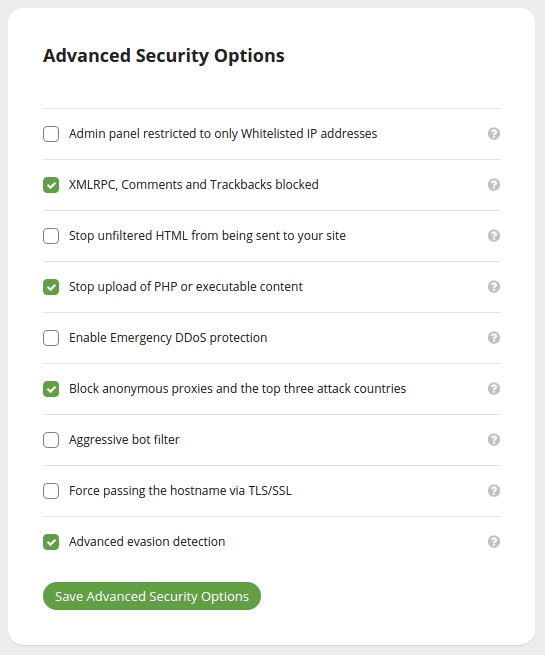 Advanced Security Options
Admin panel restricted to only Whitelisted IP addresses
XMLRPC, Comments and Trackbacks blocked
Stop unfiltered HTML from being sent to your site
Stop upload of PHP or executable content
Enable Emergency DDoS protection
Block anonymous proxies and the top three attack countries
Aggressive bot filter
Force passing the hostname via TLS/SSL
Advanced evasion detection
Save Advanced Security Options